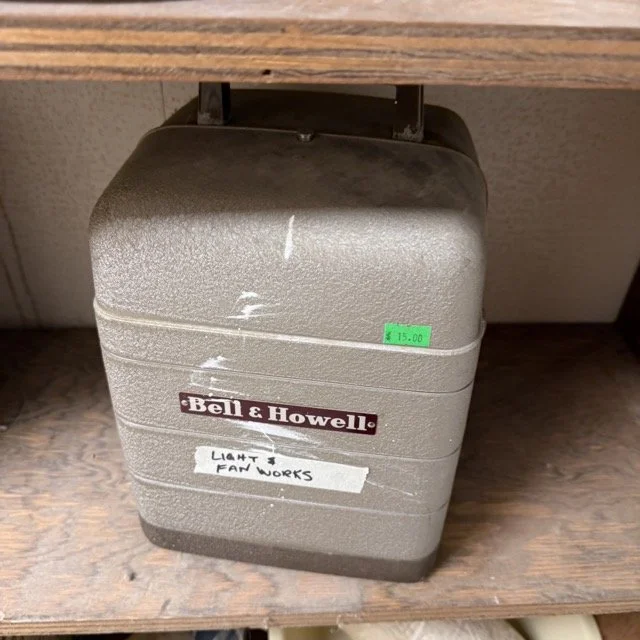 $ 15.00
Bell & Howell
LIGHT &
FAN WORKS